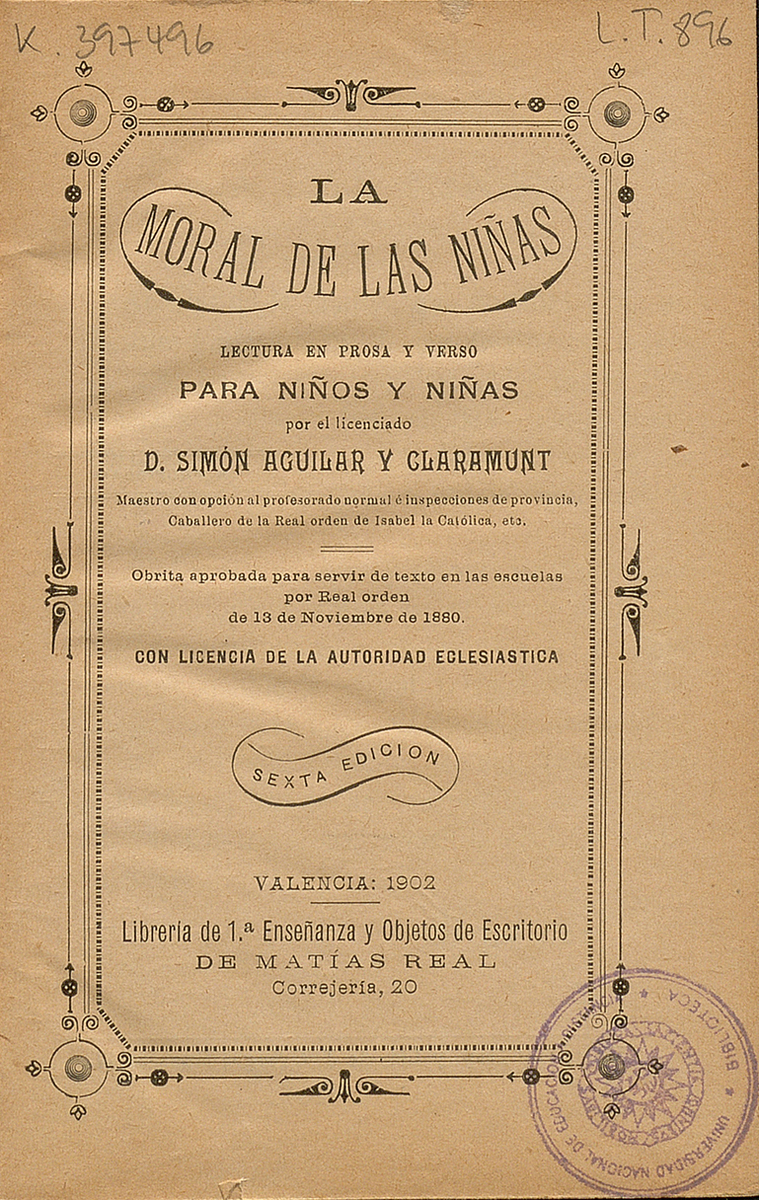 K. 397496
L.T. 896
LA
MORAL DE LAS NIÑAS
LECTURA EN PROSA Y VERSO
PARA NIÑOS Y NIÑAS
por el licenciado
D. SIMÓN AGUILAR Y CLARAMUNT
Maestro con opción al profesorado normal é inspecciones de provincia,
Caballero de la Real orden de Isabel la Católica, etc.
Obrita aprobada para servir de texto en las escuelas
por Real orden
de 13 de Noviembre de 1880.
CON LICENCIA DE LA AUTORIDAD ECLESIASTICA
SEXTA EDICION
VALENCIA: 1902
Librería de 1.ª Enseñanza y Objetos de Escritorio
DE MATÍAS REAL
Correjería, 20
UNIVERSIDAD NACIONAL DE EDUCACION
BIBLIOTECA